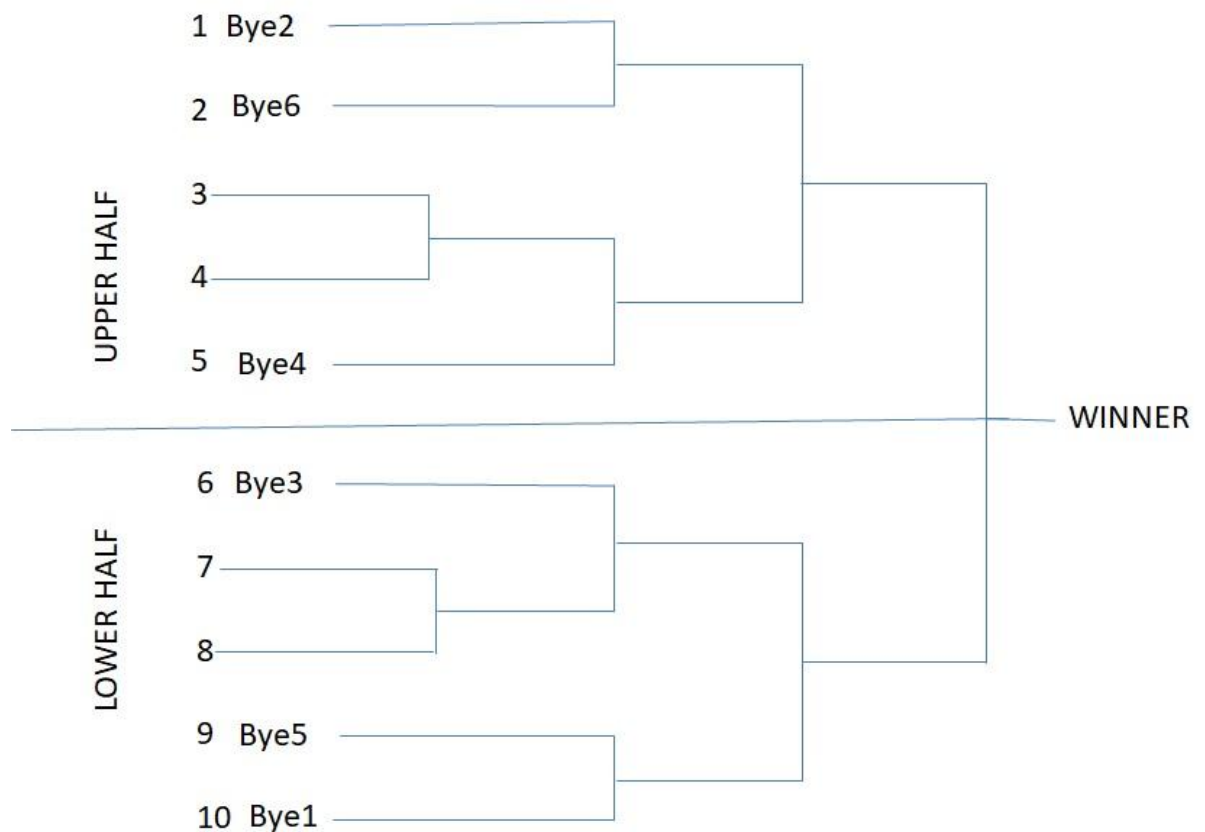 1 Bye2
2 Bye6
UPPER HALF
3
4
5 Bye4
WINNER
6 Bye3
LOWER HALF
7
8
9 Bye5
10 Bye1